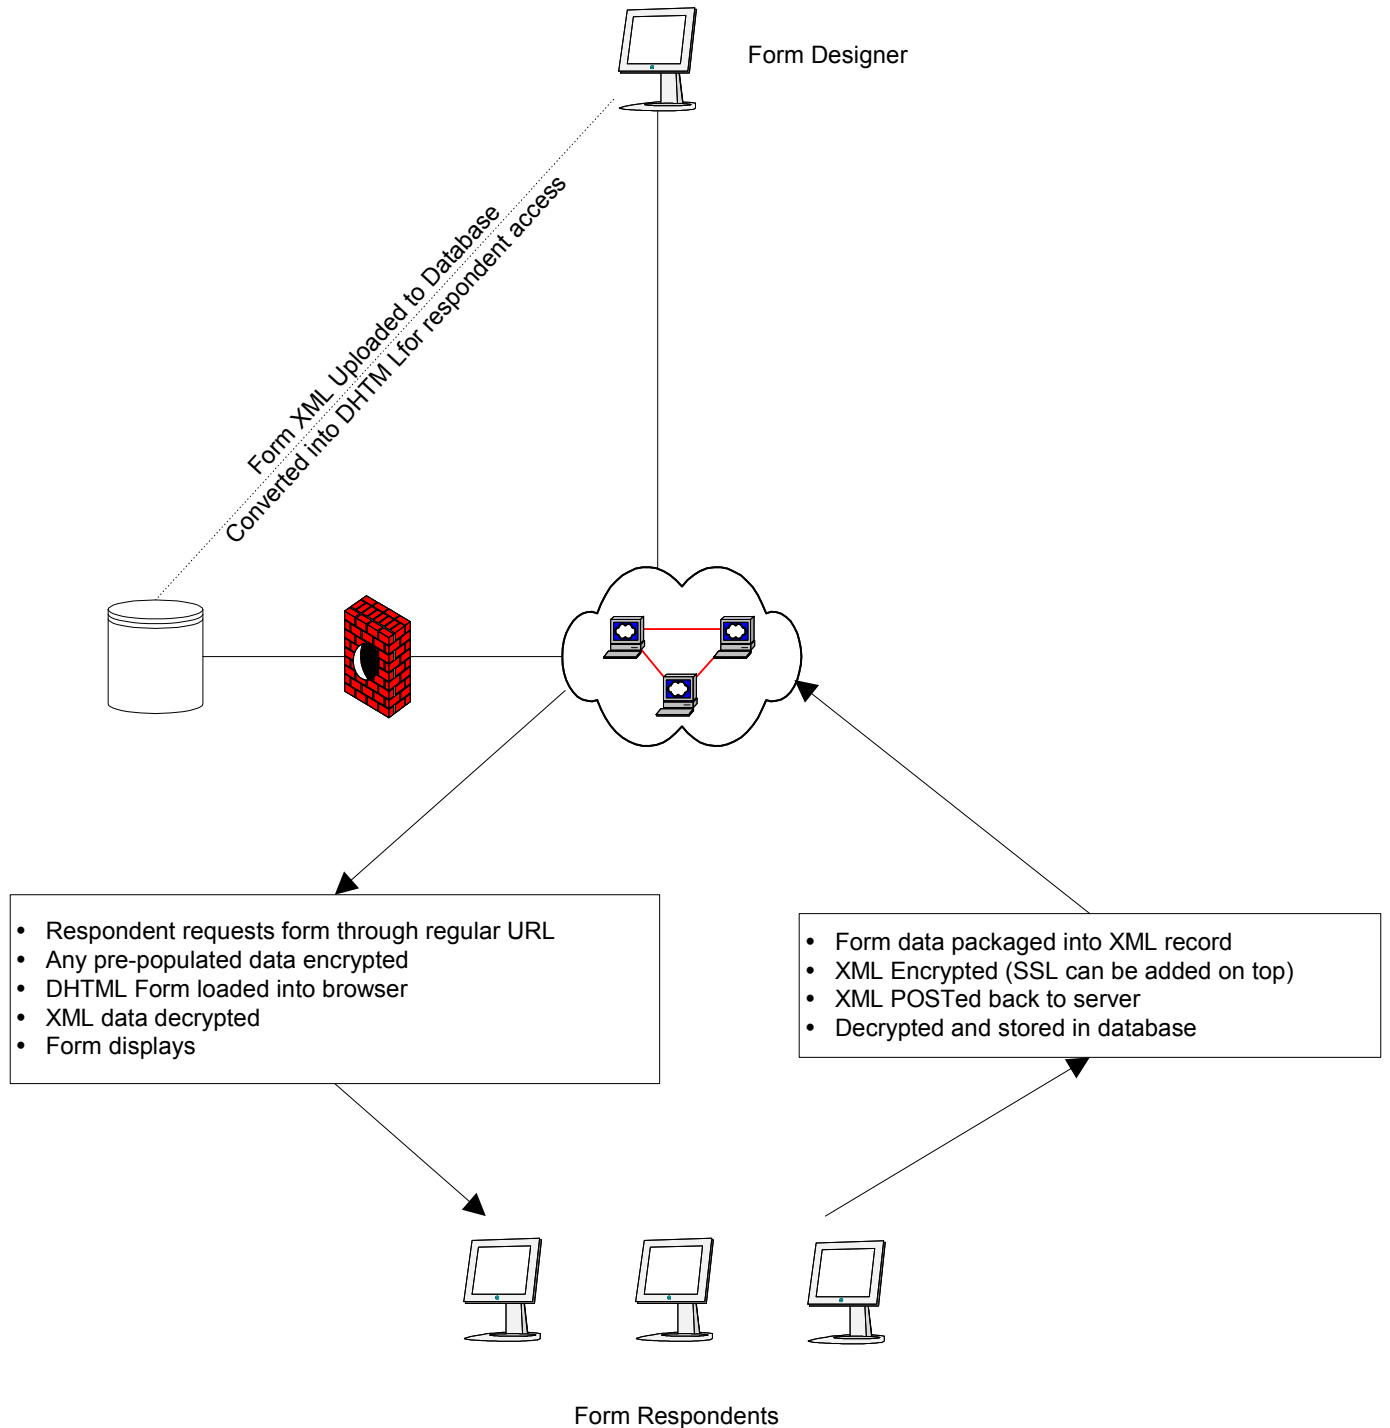 Form Designer
Form XML Uploaded to Database
Converted into DHTM Lfor respondent access
• Respondent requests form through regular URL
• Any pre-populated data encrypted
• DHTML Form loaded into browser
• XML data decrypted
• Form displays
• Form data packaged into XML record
• XML Encrypted (SSL can be added on top)
• XML POSTed back to server
• Decrypted and stored in database
Form Respondents